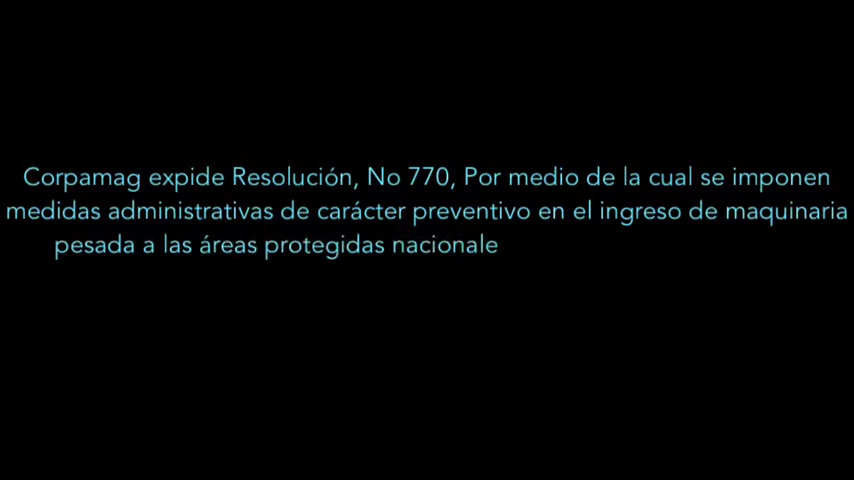 Corpamag expide Resolución, No 770, Por medio de la cual se imponen
medidas administrativas de carácter preventivo en el ingreso de maquinaria
pesada a las áreas protegidas nacionale